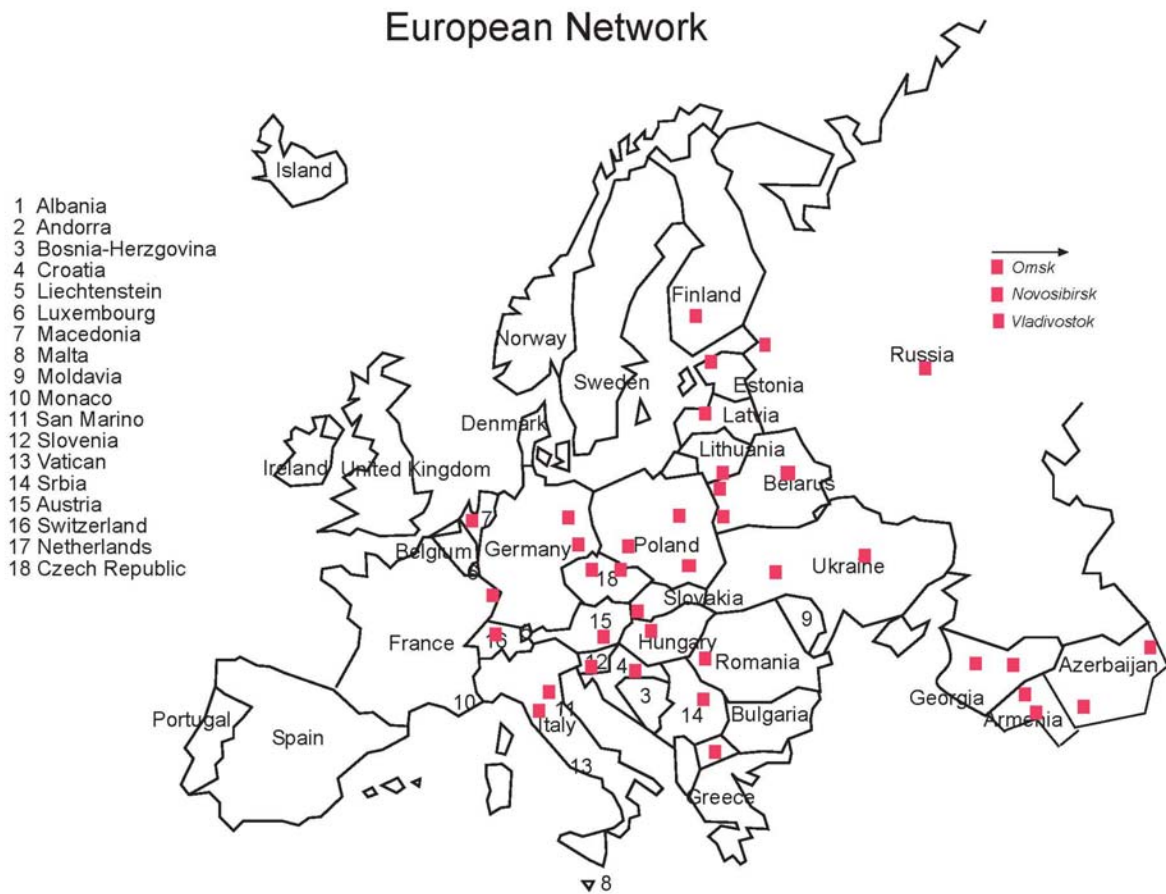 European Network
Island
1 Albania
2 Andorra
3 Bosnia-Herzgovina
4 Croatia
5 Liechtenstein
6 Luxembourg
7 Macedonia
8 Malta
9 Moldavia
10 Monaco
11 San Marino
12 Slovenia
13 Vatican
14 Srbia
15 Austria
16 Switzerland
17 Netherlands
18 Czech Republic
Omsk
Novosibirsk
Vladivostok
Finland
Norway
Russia
Sweden
Estonia
Denmark
Latvia
Lithuania
Ireland
United Kingdom
Belarus
7
Belgium
Germany
Poland
Ukraine
6
18
Slovakia
15
9
France
16
5
Hungary
Romania
12
4
Azerbaijan
Georgia
10
11
3
14
Armenia
Portugal
Spain
Italy
Bulgaria
13
Greece
8